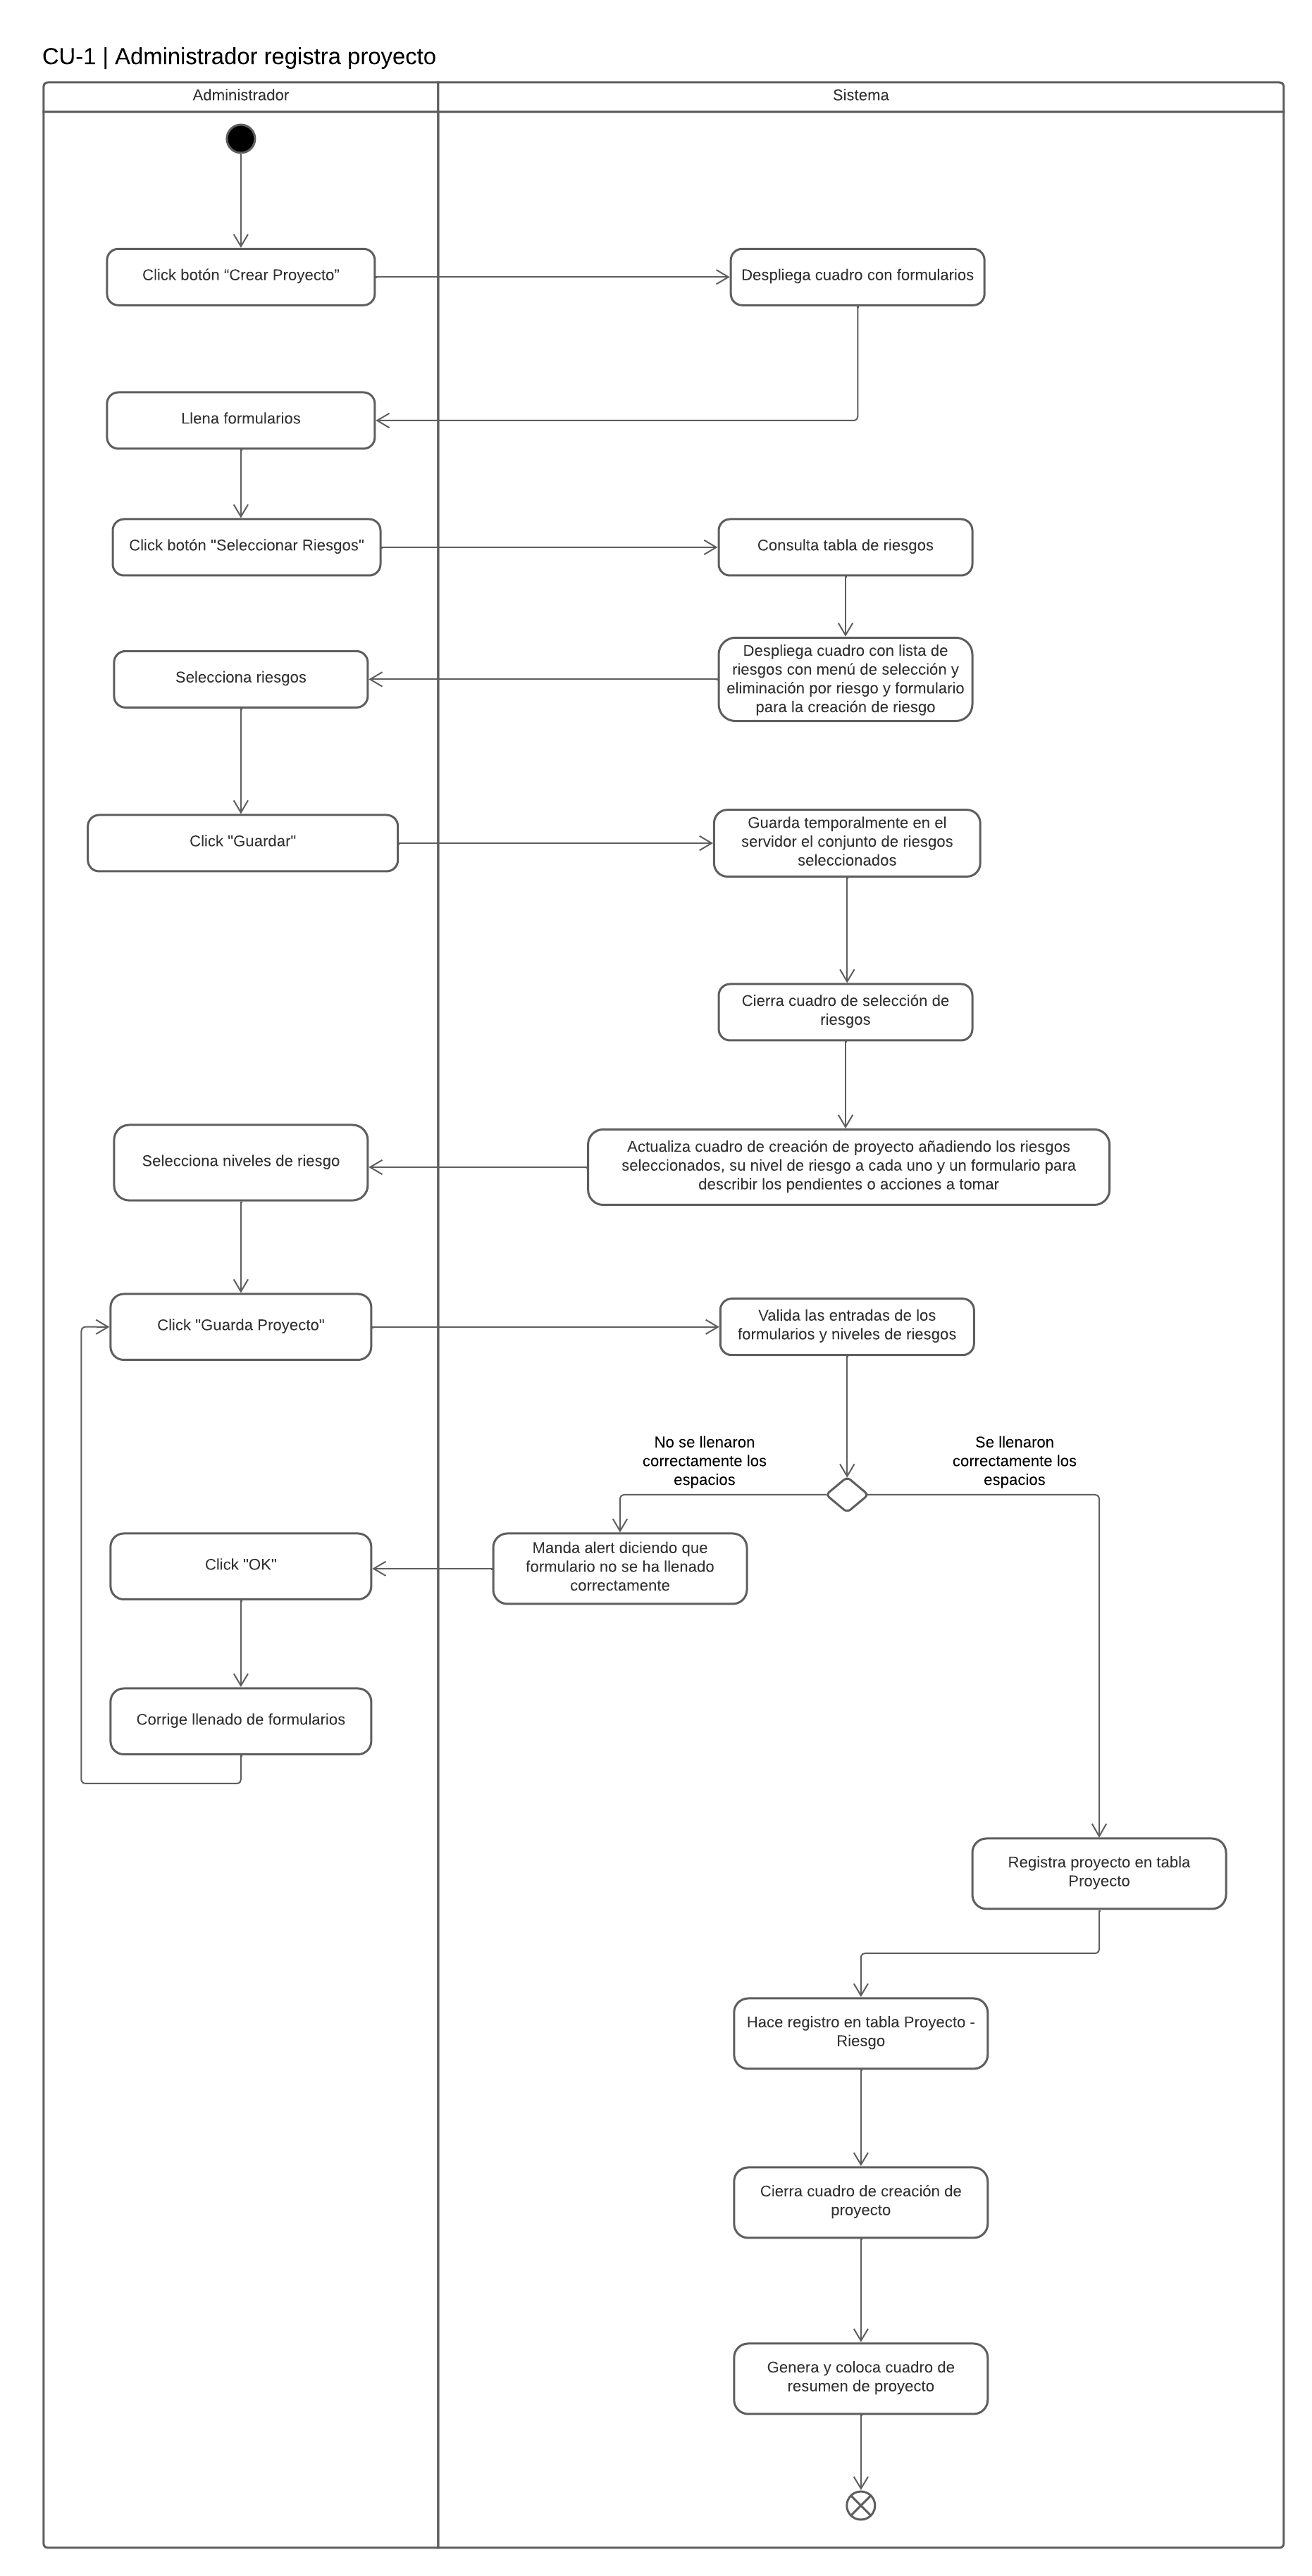 CU-1 | Administrador registra proyecto
Administrador
Sistema
Click botón “Crear Proyecto”
Despliega cuadro con formularios
Llena formularios
Click botón "Seleccionar Riesgos"
Consulta tabla de riesgos
Despliega cuadro con lista de
riesgos con menú de selección y
eliminación por riesgo y formulario
para la creación de riesgo
Selecciona riesgos
Click "Guardar"
Guarda temporalmente en el
servidor el conjunto de riesgos
seleccionados
Cierra cuadro de selección de
riesgos
Actualiza cuadro de creación de proyecto añadiendo los riesgos
seleccionados, su nivel de riesgo a cada uno y un formulario para
describir los pendientes o acciones a tomar
Selecciona niveles de riesgo
Click "Guarda Proyecto"
Valida las entradas de los
formularios y niveles de riesgos
No se llenaron
correctamente los
espacios
Se llenaron
correctamente los
espacios
Manda alert diciendo que
formulario no se ha llenado
correctamente
Click "OK"
Corrige llenado de formularios
Registra proyecto en tabla
Proyecto
Hace registro en tabla Proyecto -
Riesgo
Cierra cuadro de creación de
proyecto
Genera y coloca cuadro de
resumen de proyecto